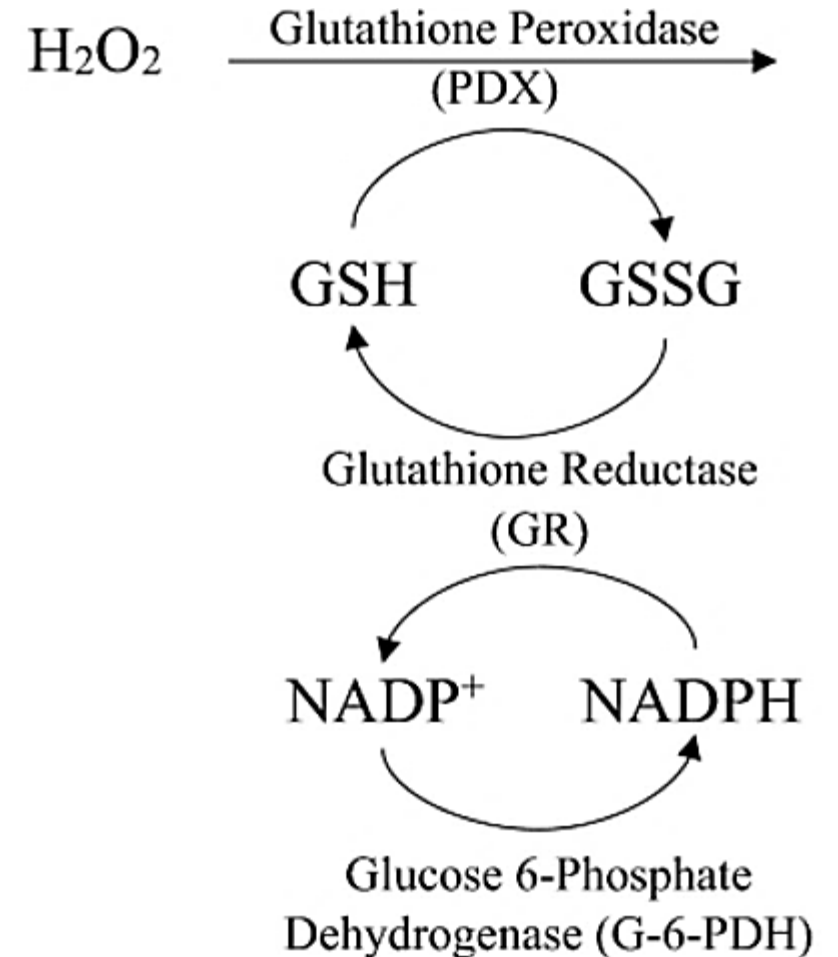 H₂O₂
Glutathione Peroxidase
(PDX)
GSH
GSSG
Glutathione Reductase
(GR)
NADP⁺
NADPH
Glucose 6-Phosphate
Dehydrogenase (G-6-PDH)